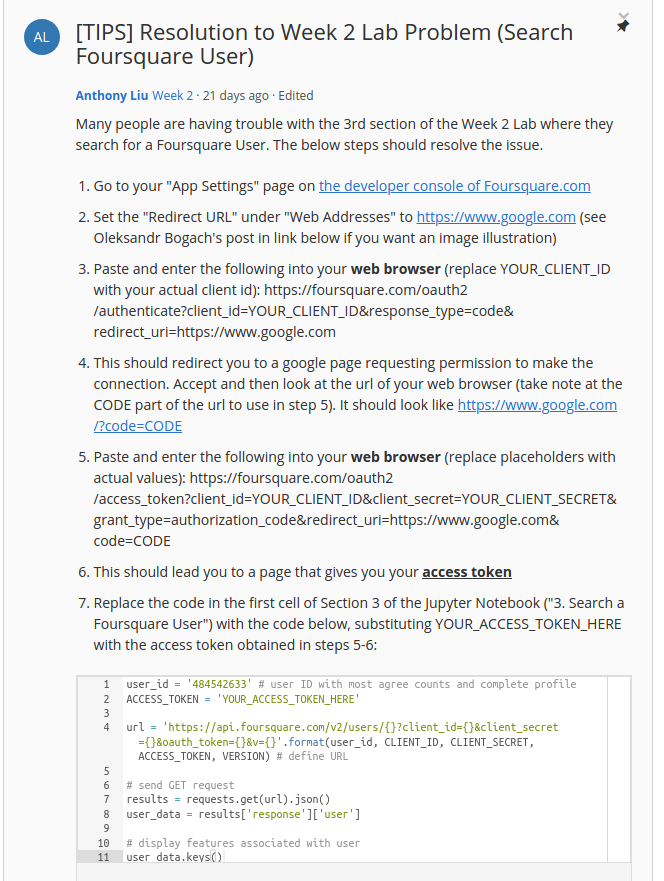 AL
[TIPS] Resolution to Week 2 Lab Problem (Search
Foursquare User)
Anthony Liu Week 2 · 21 days ago · Edited
Many people are having trouble with the 3rd section of the Week 2 Lab where they
search for a Foursquare User. The below steps should resolve the issue.
1. Go to your "App Settings" page on the developer console of Foursquare.com
2. Set the "Redirect URL" under "Web Addresses" to https://www.google.com (see
Oleksandr Bogach's post in link below if you want an image illustration)
3. Paste and enter the following into your web browser (replace YOUR_CLIENT_ID
with your actual client id): https://foursquare.com/oauth2
/authenticate?client_id=YOUR_CLIENT_ID&response_type=code&
redirect_uri=https://www.google.com
4. This should redirect you to a google page requesting permission to make the
connection. Accept and then look at the url of your web browser (take note at the
CODE part of the url to use in step 5). It should look like https://www.google.com
/?code=CODE
5. Paste and enter the following into your web browser (replace placeholders with
actual values): https://foursquare.com/oauth2
/access_token?client_id=YOUR_CLIENT_ID&client_secret=YOUR_CLIENT_SECRET&
grant_type=authorization_code&redirect_uri=https://www.google.com&
code=CODE
6. This should lead you to a page that gives you your access token
7. Replace the code in the first cell of Section 3 of the Jupyter Notebook ("3. Search a
Foursquare User") with the code below, substituting YOUR_ACCESS_TOKEN_HERE
with the access token obtained in steps 5-6:
1 user_id = '484542633' # user ID with most agree counts and complete profile
2 ACCESS_TOKEN = 'YOUR_ACCESS_TOKEN_HERE'
3
4 url = 'https://api.foursquare.com/v2/users/{}?client_id={}&client_secret
={}&oauth_token={}&v={}'.format(user_id, CLIENT_ID, CLIENT_SECRET,
ACCESS_TOKEN, VERSION) # define URL
5
6 # send GET request
7 results = requests.get(url).json()
8 user_data = results['response']['user']
9
10 # display features associated with user
11 user_data.keys()